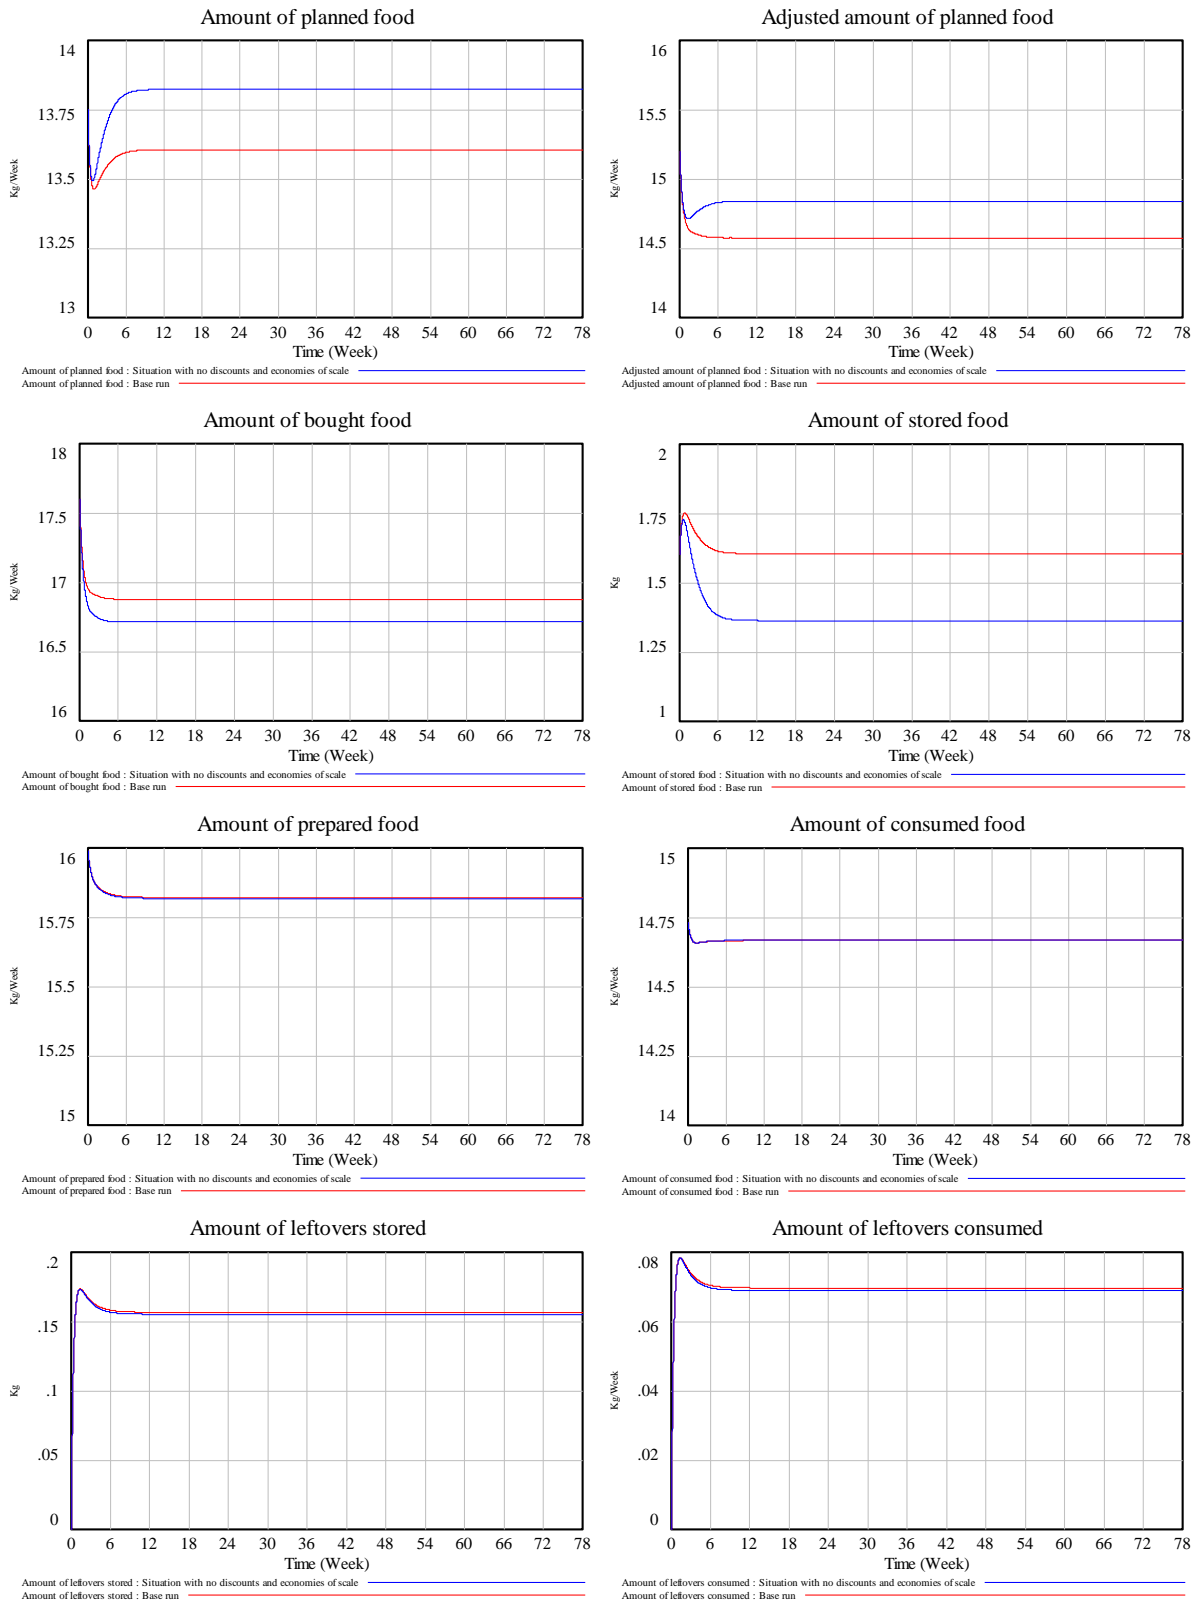 Amount of planned food
14
13.75
13.5
13.25
13
Kg/Week
0 6 12 18 24 30 36 42 48 54 60 66 72 78
Time (Week)
Amount of planned food : Situation with no discounts and economies of scale
Amount of planned food : Base run
Adjusted amount of planned food
16
15.5
15
14.5
14
Kg/Week
0 6 12 18 24 30 36 42 48 54 60 66 72 78
Time (Week)
Adjusted amount of planned food : Situation with no discounts and economies of scale
Adjusted amount of planned food : Base run
Amount of bought food
18
17.5
17
16.5
16
Kg/Week
0 6 12 18 24 30 36 42 48 54 60 66 72 78
Time (Week)
Amount of bought food : Situation with no discounts and economies of scale
Amount of bought food : Base run
Amount of stored food
2
1.75
1.5
1.25
1
Kg
0 6 12 18 24 30 36 42 48 54 60 66 72 78
Time (Week)
Amount of stored food : Situation with no discounts and economies of scale
Amount of stored food : Base run
Amount of prepared food
16
15.75
15.5
15.25
15
Kg/Week
0 6 12 18 24 30 36 42 48 54 60 66 72 78
Time (Week)
Amount of prepared food : Situation with no discounts and economies of scale
Amount of prepared food : Base run
Amount of consumed food
15
14.75
14.5
14.25
14
Kg/Week
0 6 12 18 24 30 36 42 48 54 60 66 72 78
Time (Week)
Amount of consumed food : Situation with no discounts and economies of scale
Amount of consumed food : Base run
Amount of leftovers stored
.2
.15
.1
.05
0
Kg
0 6 12 18 24 30 36 42 48 54 60 66 72 78
Time (Week)
Amount of leftovers stored : Situation with no discounts and economies of scale
Amount of leftovers stored : Base run
Amount of leftovers consumed
.08
.06
.04
.02
0
Kg/Week
0 6 12 18 24 30 36 42 48 54 60 66 72 78
Time (Week)
Amount of leftovers consumed : Situation with no discounts and economies of scale
Amount of leftovers consumed : Base run